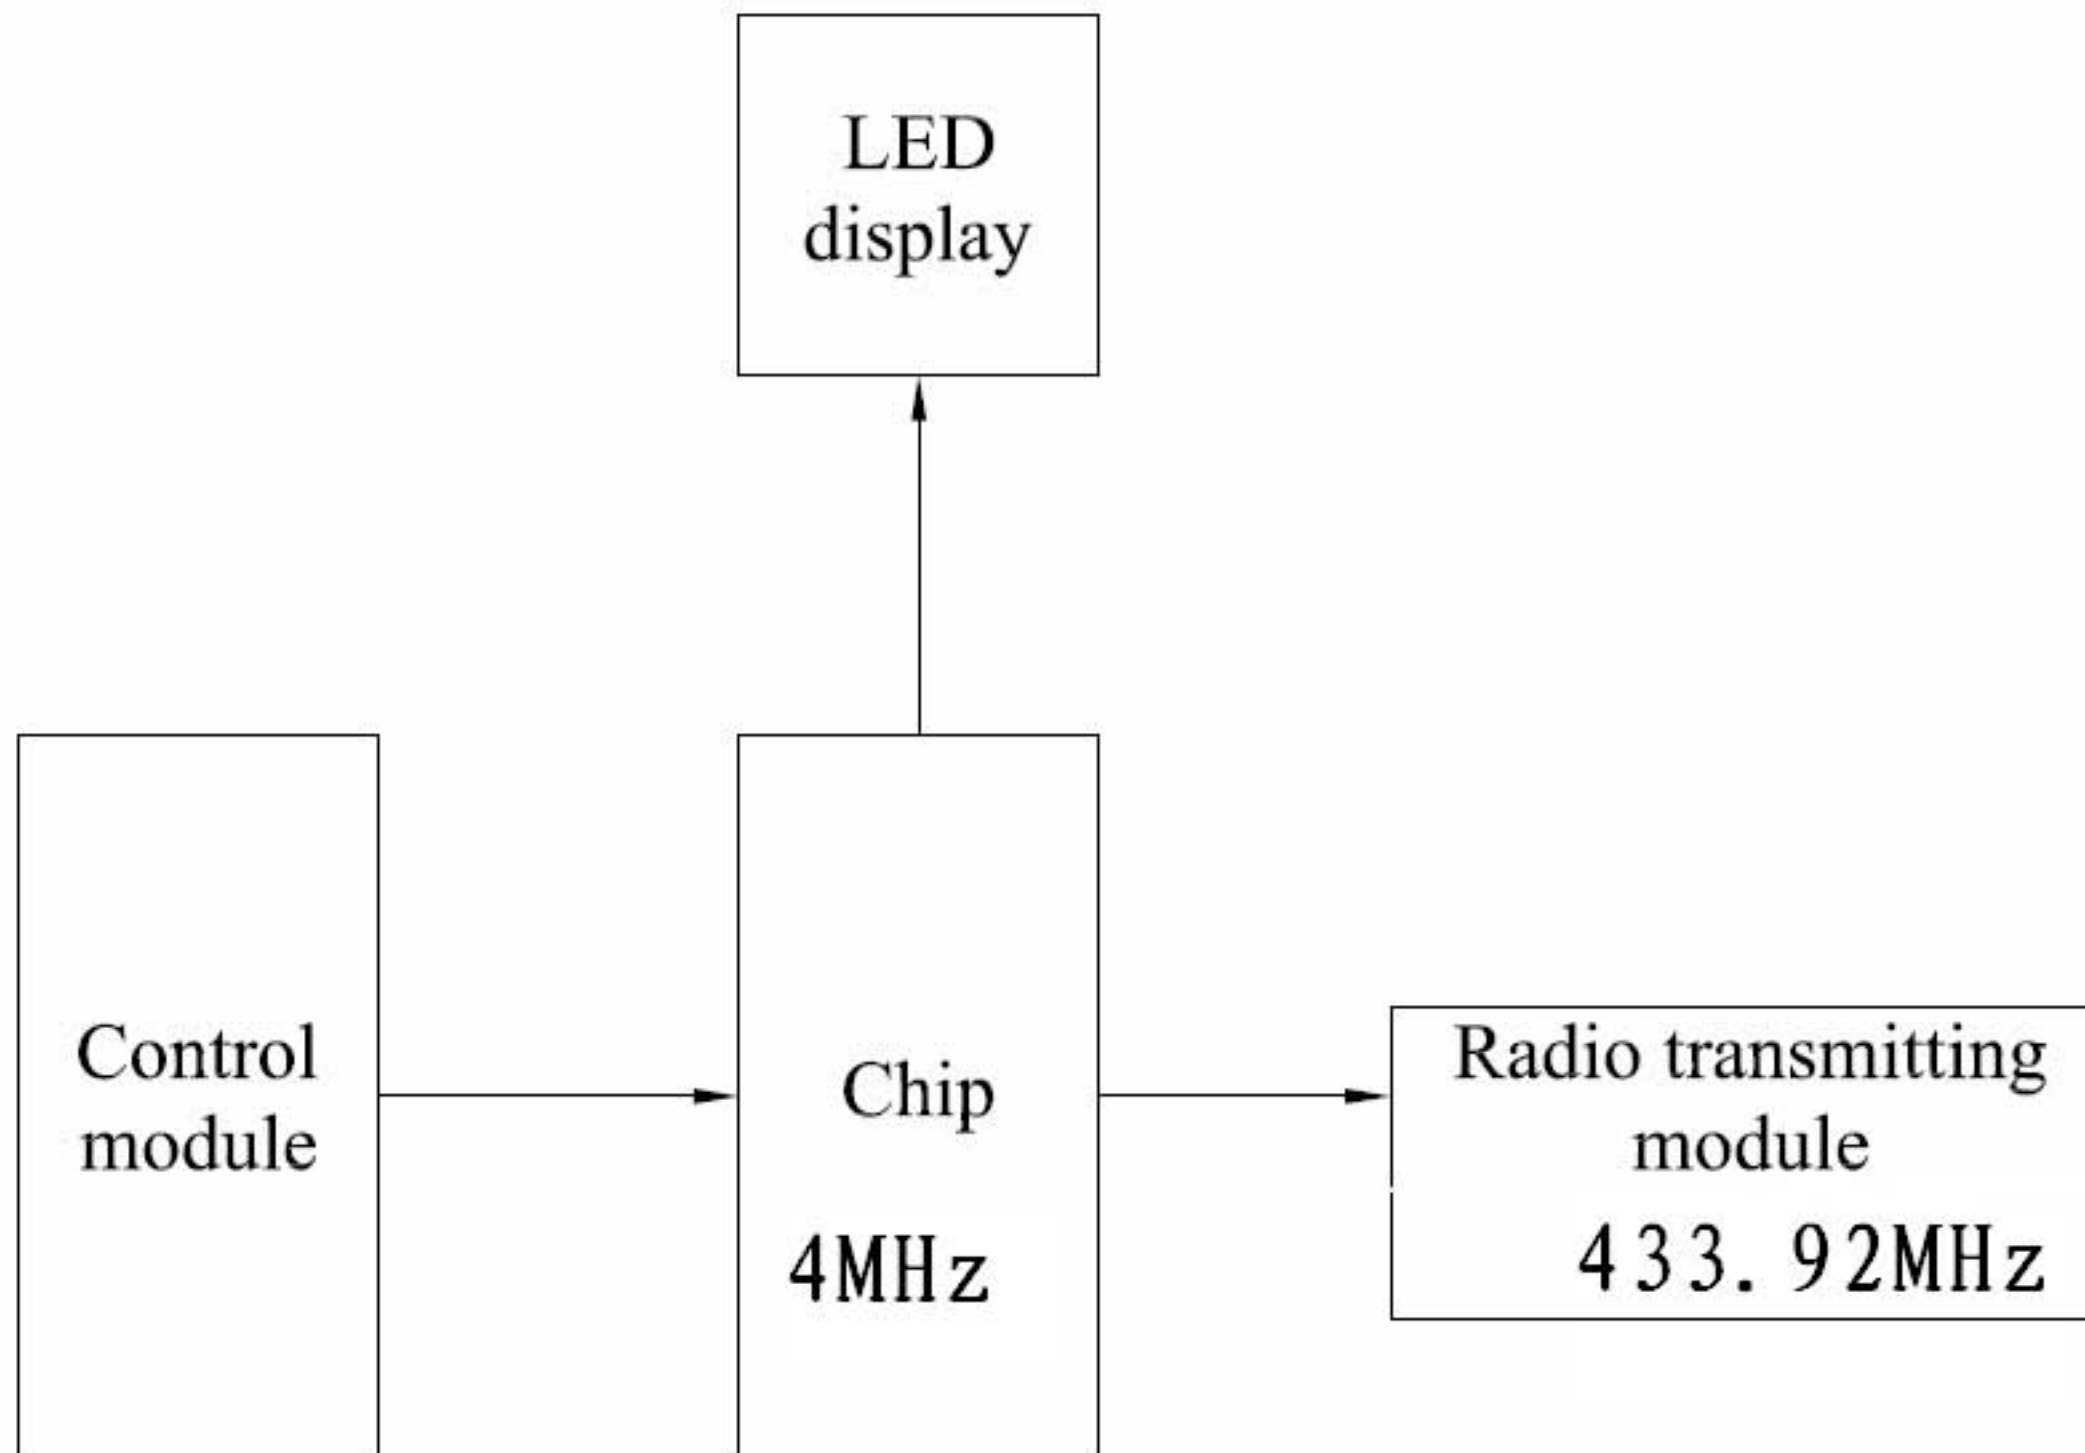 LED
display
Control
module
Chip
4MHz
Radio transmitting
module
433.92MHz